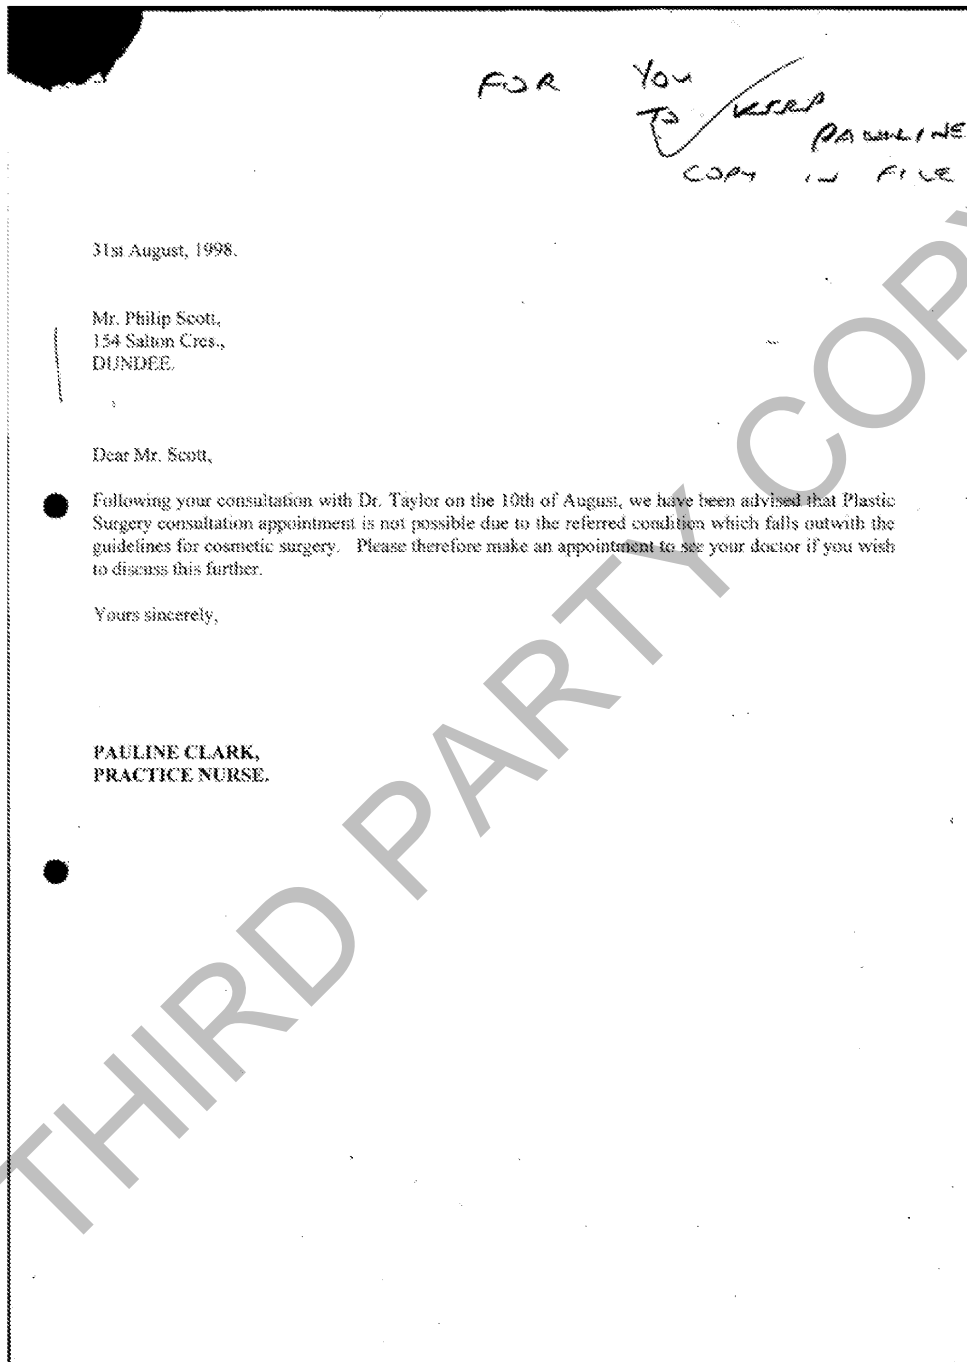 FOR YOU
TO KEEP
PAULINE
COPY IN FILE
31st August, 1998.
Mr. Philip Scott,
154 Salton Cres.,
DUNDEE.
Dear Mr. Scott,
Following your consultation with Dr. Taylor on the 10th of August, we have been advised that Plastic
Surgery consultation appointment is not possible due to the referred condition which falls outwith the
guidelines for cosmetic surgery. Please therefore make an appointment to see your doctor if you wish
to discuss this further.
Yours sincerely,
PAULINE CLARK,
PRACTICE NURSE.
THIRD PARTY COPY